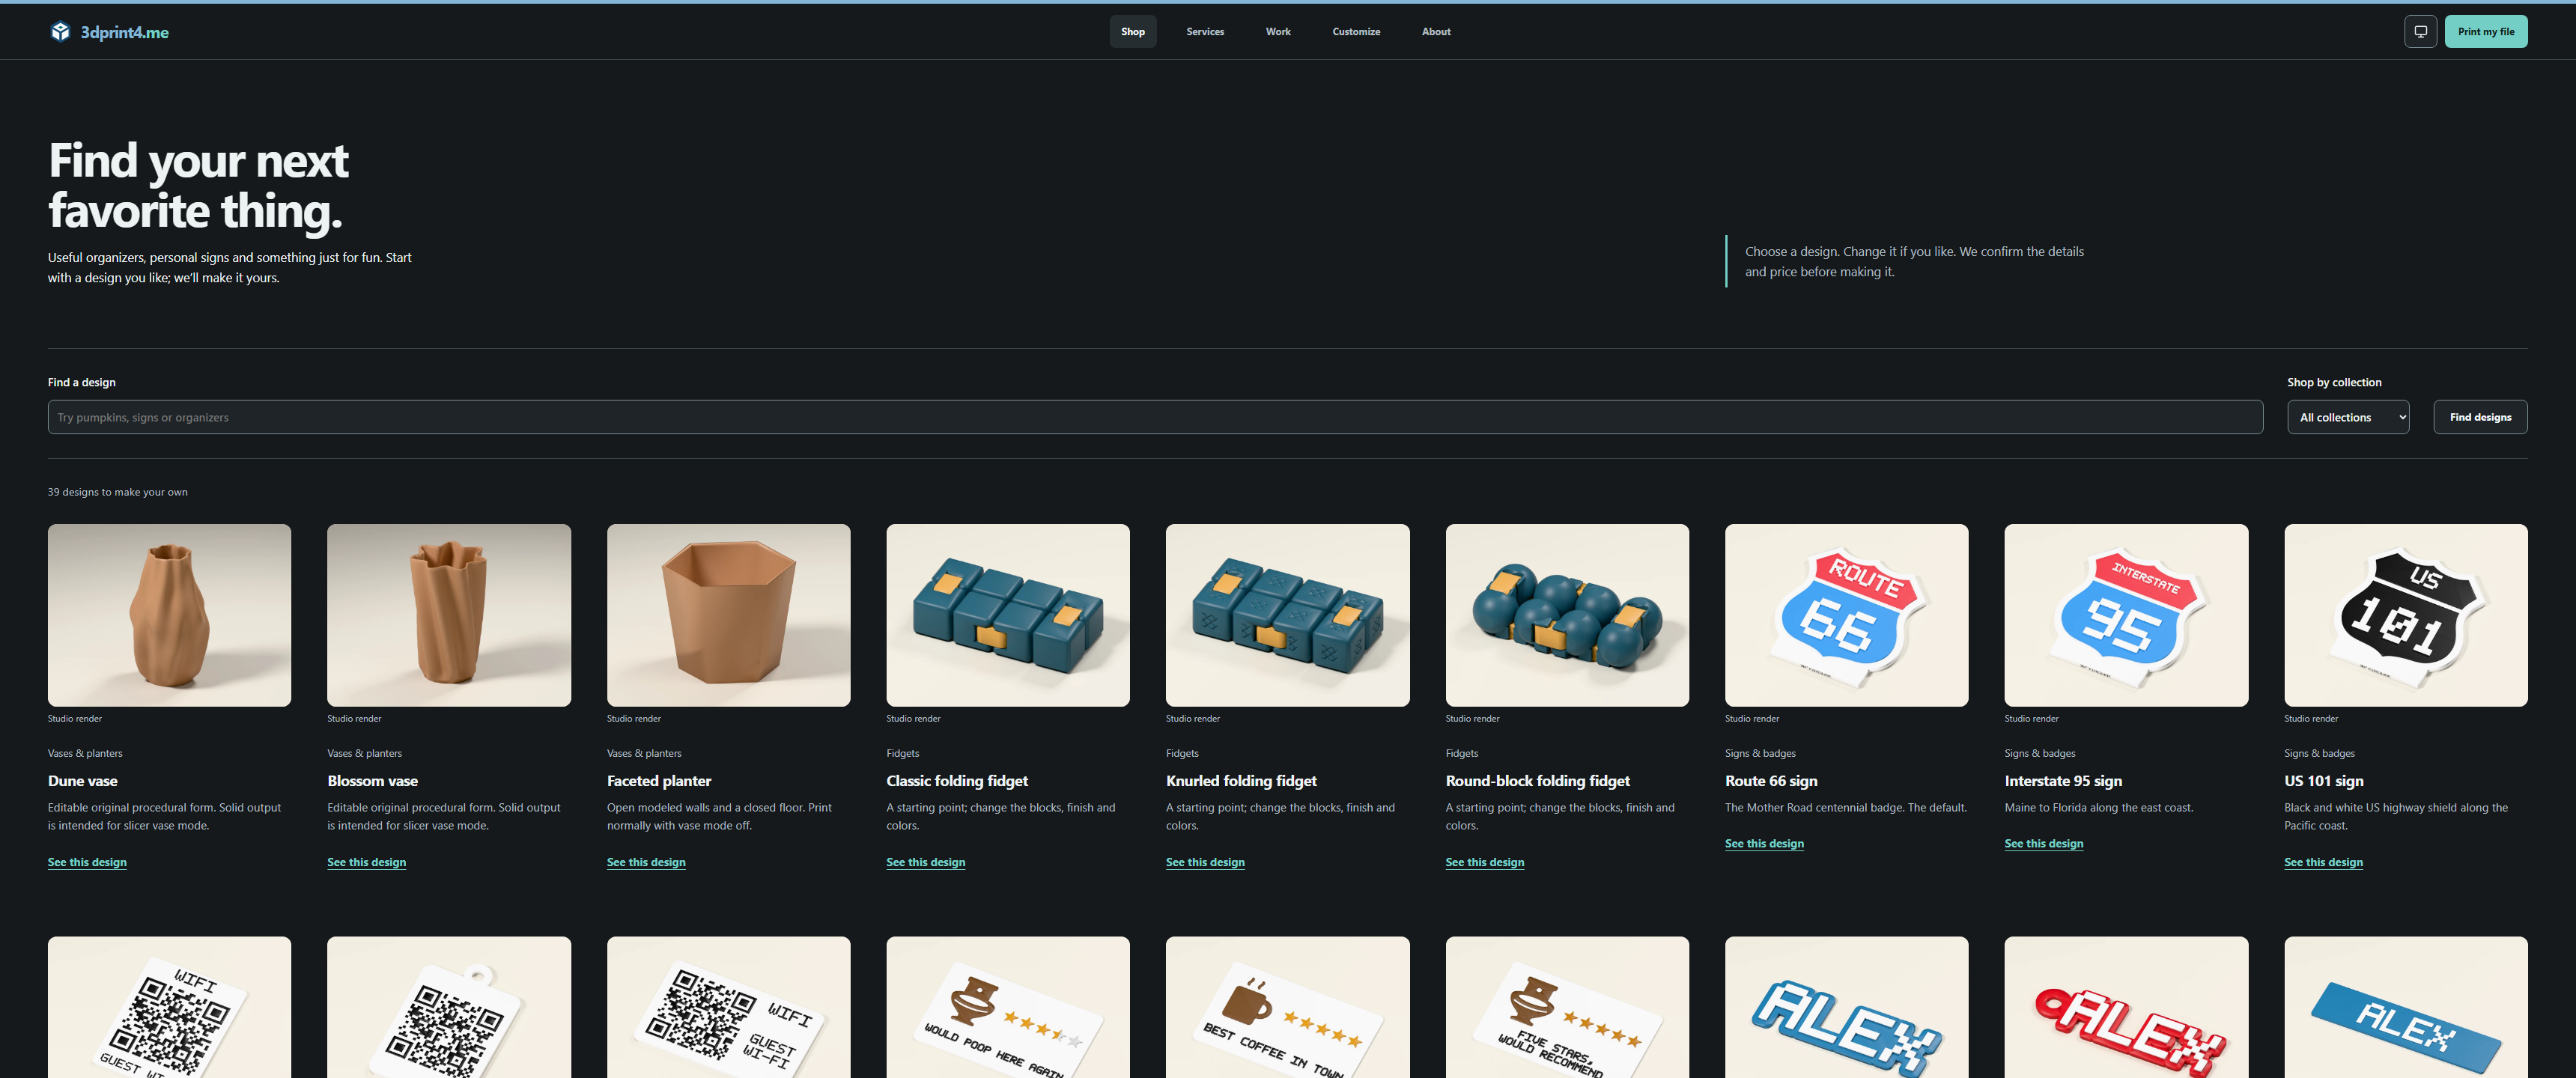 3dprint4.me
Shop
Services
Work
Customize
About
Print my file
Find your next
favorite thing.
Useful organizers, personal signs and something just for fun. Start
with a design you like; we'll make it yours.
Choose a design. Change it if you like. We confirm the details
and price before making it.
Find a design
Shop by collection
Try pumpkins, signs or organizers
All collections
Find designs
39 designs to make your own
ROUTE
66
INTERSTATE
95
US
101
Studio render
Studio render
Studio render
Studio render
Studio render
Studio render
Studio render
Studio render
Studio render
Vases & planters
Vases & planters
Vases & planters
Fidgets
Fidgets
Fidgets
Signs & badges
Signs & badges
Signs & badges
Dune vase
Blossom vase
Faceted planter
Classic folding fidget
Knurled folding fidget
Round-block folding fidget
Route 66 sign
Interstate 95 sign
US 101 sign
Editable original procedural form. Solid output
is intended for slicer vase mode.
Editable original procedural form. Solid output
is intended for slicer vase mode.
Open modeled walls and a closed floor. Print
normally with vase mode off.
A starting point; change the blocks, finish and
colors.
A starting point; change the blocks, finish and
colors.
A starting point; change the blocks, finish and
colors.
The Mother Road centennial badge. The default.
Maine to Florida along the east coast.
Black and white US highway shield along the
Pacific coast.
See this design
See this design
See this design
See this design
See this design
See this design
See this design
See this design
See this design
WIFI
GUEST WI
WIFI
GUEST
WI-FI
WOULD POOP HERE AGAIN
BEST COFFEE IN TOWN
FIVE STARS,
WOULD RECOMMEND
ALEX
ALEX
ALEX